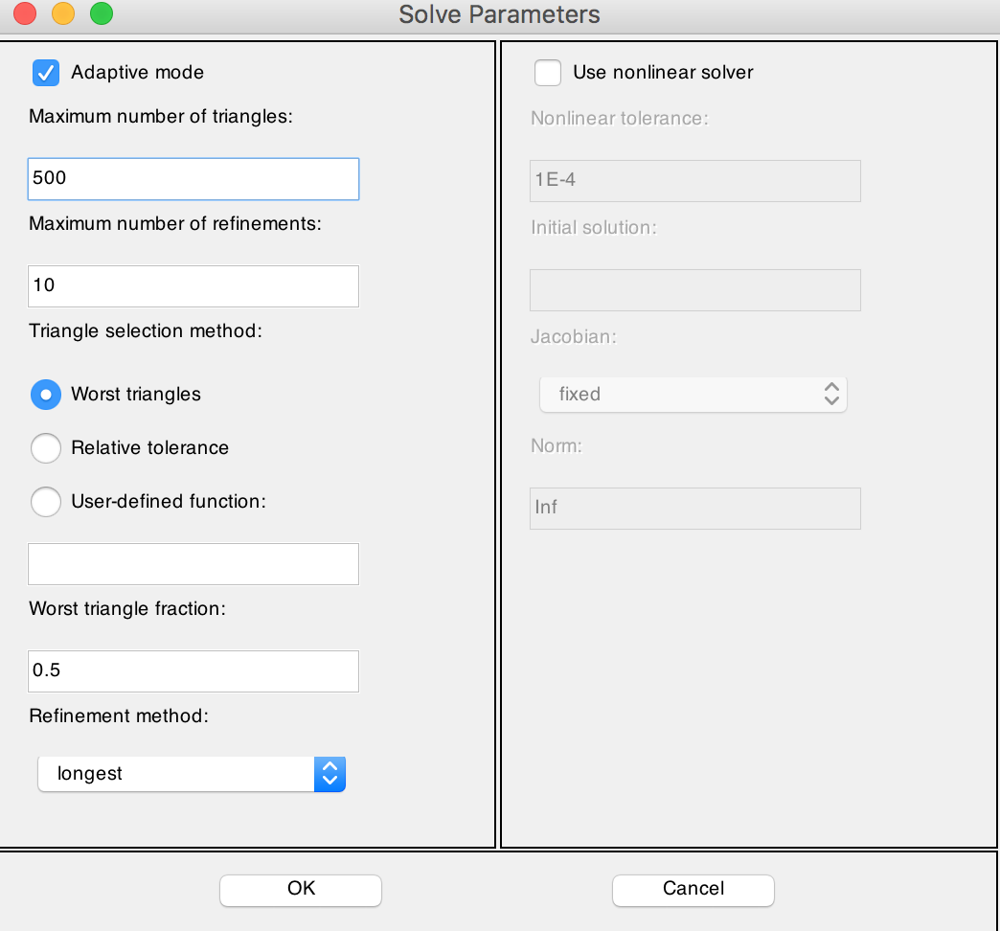 Solve Parameters
Adaptive mode
Maximum number of triangles:
500
Maximum number of refinements:
10
Triangle selection method:
Worst triangles
Relative tolerance
User-defined function:
Worst triangle fraction:
0.5
Refinement method:
longest
Use nonlinear solver
Nonlinear tolerance:
1E-4
Initial solution:
Jacobian:
fixed
Norm:
Inf
OK
Cancel